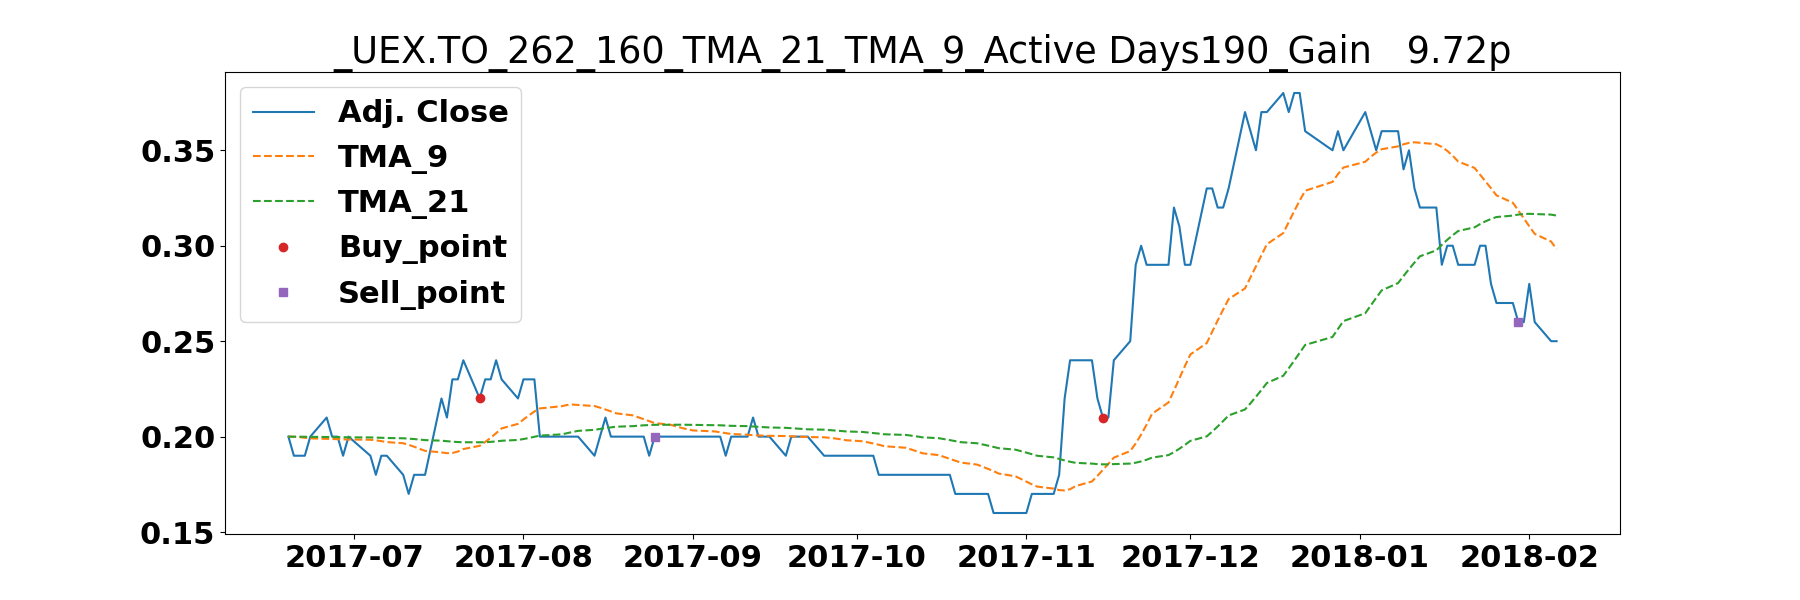 _UEX.TO_262_160_TMA_21_TMA_9_Active Days190_Gain   9.72p
Adj. Close
TMA_9
TMA_21
Buy_point
Sell_point
0.35
0.30
0.25
0.20
0.15
2017-07 2017-08 2017-09 2017-10 2017-11 2017-12 2018-01 2018-02